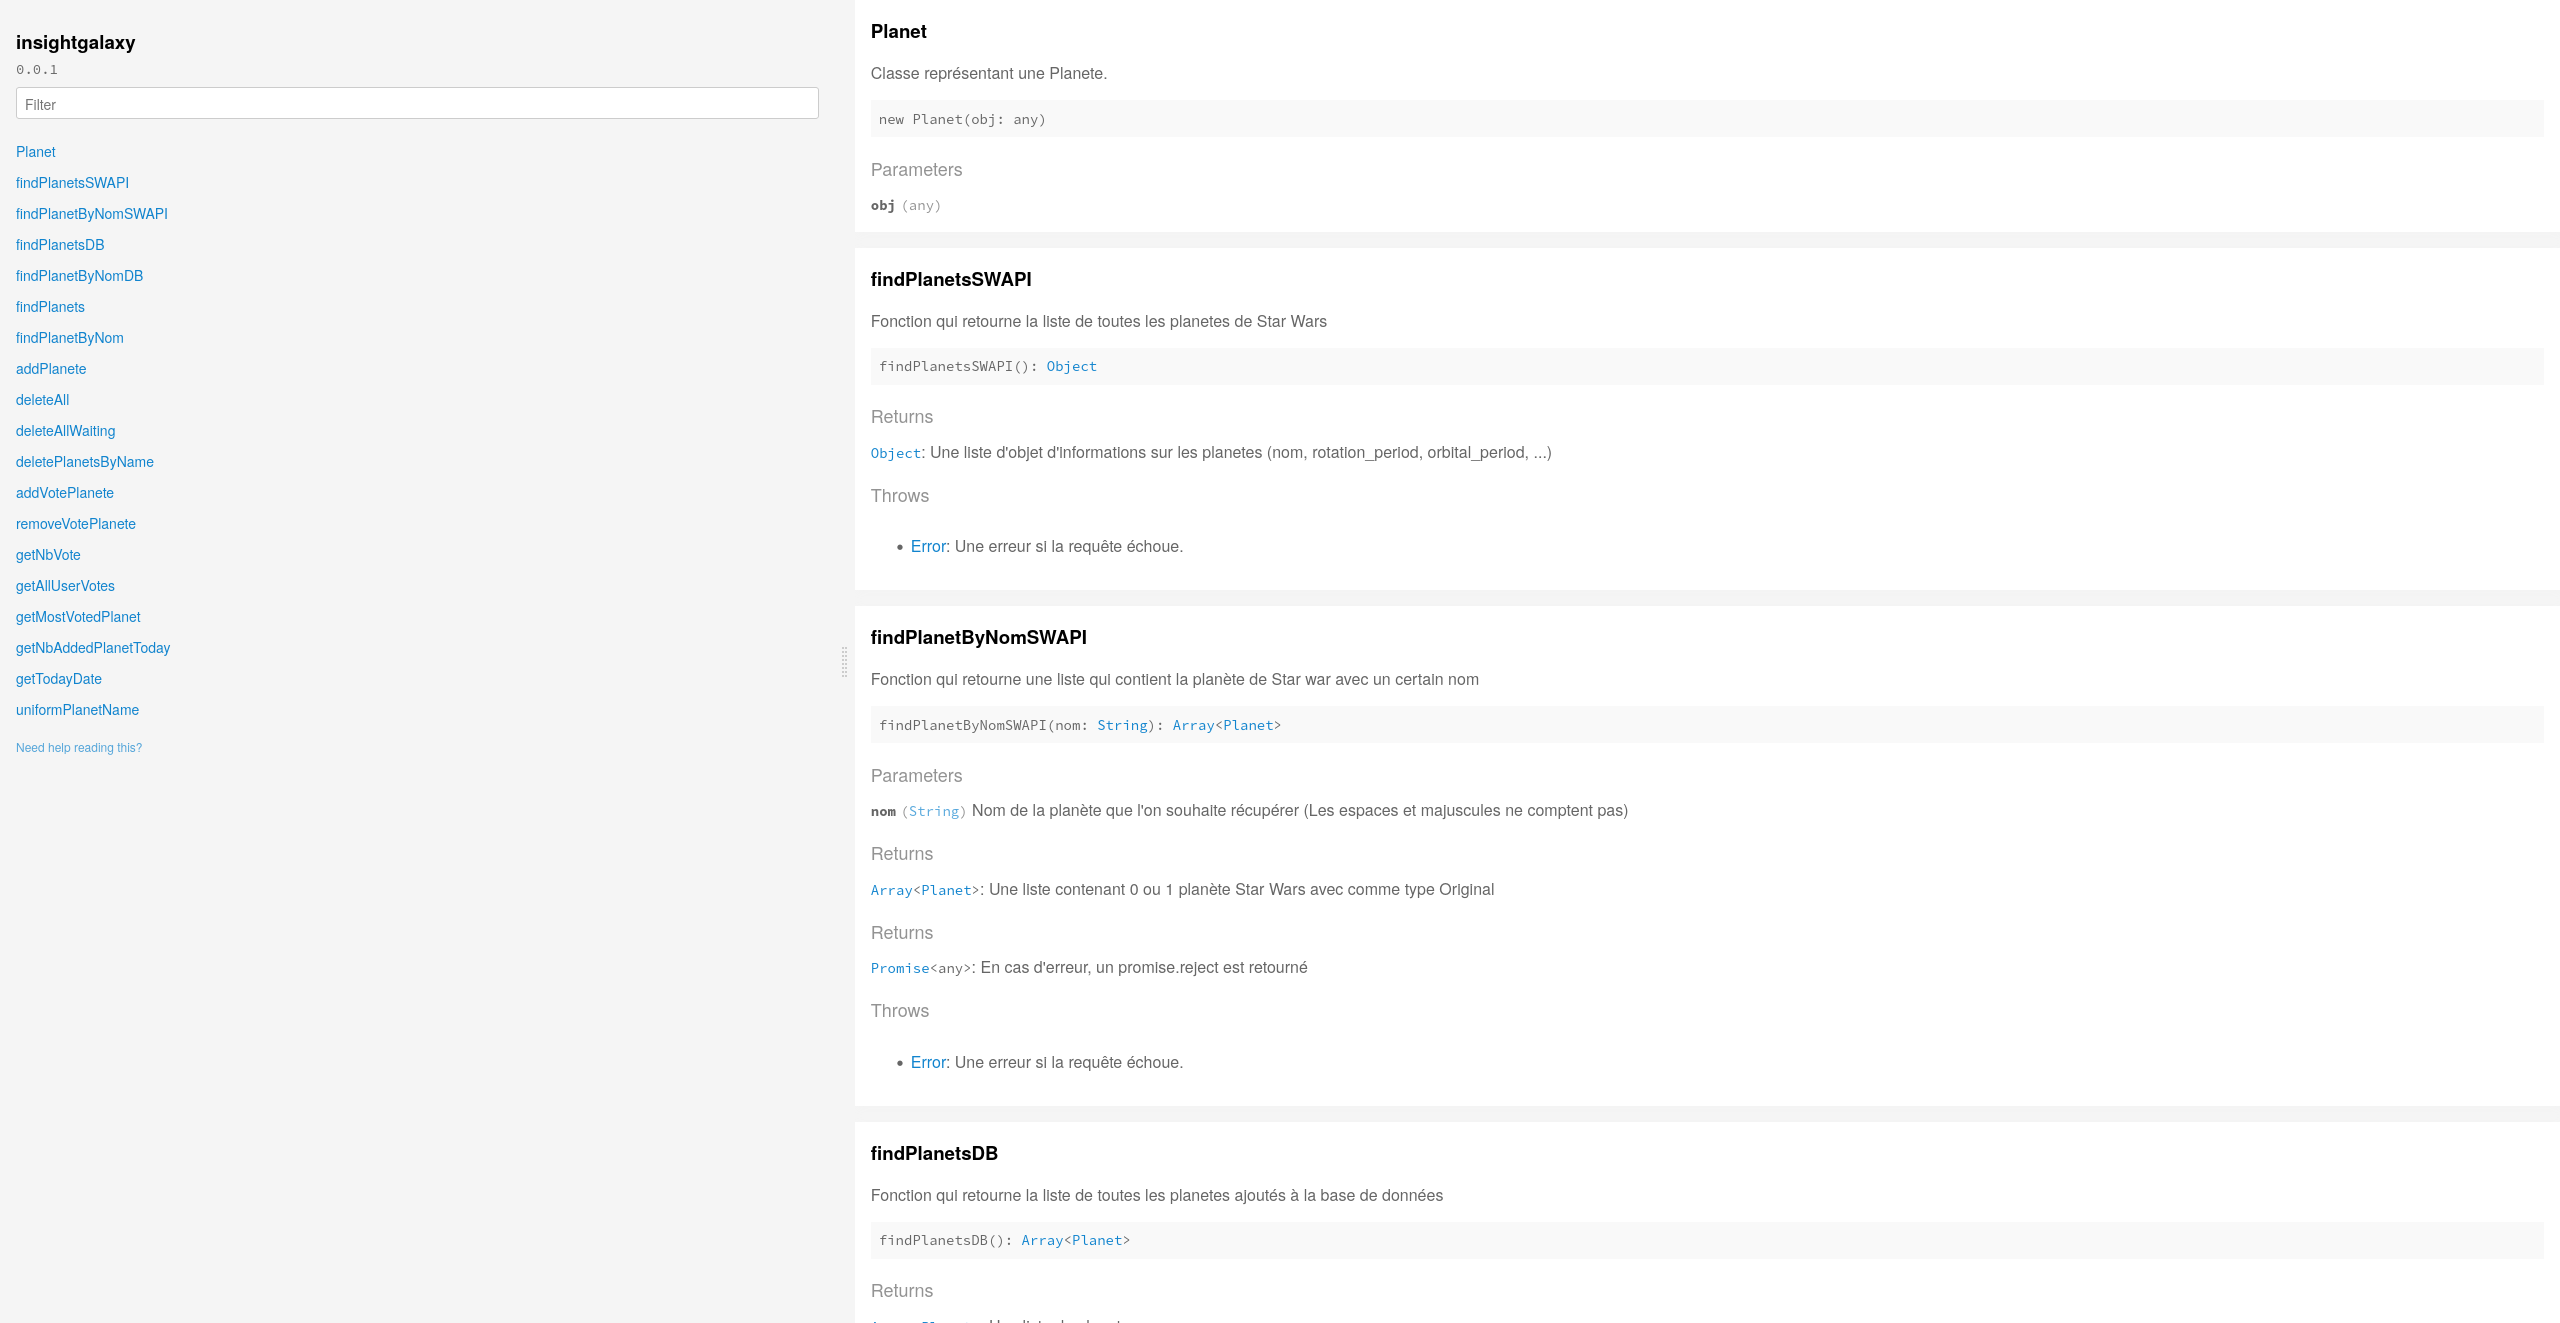 insightgalaxy
0.0.1
Filter
Planet
findPlanetsSWAPI
findPlanetByNomSWAPI
findPlanetsDB
findPlanetByNomDB
findPlanets
findPlanetByNom
addPlanete
deleteAll
deleteAllWaiting
deletePlanetsByName
addVotePlanete
removeVotePlanete
getNbVote
getAllUserVotes
getMostVotedPlanet
getNbAddedPlanetToday
getTodayDate
uniformPlanetName
Need help reading this?
Planet
Classe représentant une Planete.
new Planet(obj: any)
Parameters
obj (any)
findPlanetsSWAPI
Fonction qui retourne la liste de toutes les planetes de Star Wars
findPlanetsSWAPI(): Object
Returns
Object: Une liste d'objet d'informations sur les planetes (nom, rotation_period, orbital_period, ...)
Throws
• Error: Une erreur si la requête échoue.
findPlanetByNomSWAPI
Fonction qui retourne une liste qui contient la planète de Star war avec un certain nom
findPlanetByNomSWAPI(nom: String): Array<Planet>
Parameters
nom (String) Nom de la planète que l'on souhaite récupérer (Les espaces et majuscules ne comptent pas)
Returns
Array<Planet>: Une liste contenant 0 ou 1 planète Star Wars avec comme type Original
Returns
Promise<any>: En cas d'erreur, un promise.reject est retourné
Throws
• Error: Une erreur si la requête échoue.
findPlanetsDB
Fonction qui retourne la liste de toutes les planetes ajoutés à la base de données
findPlanetsDB(): Array<Planet>
Returns